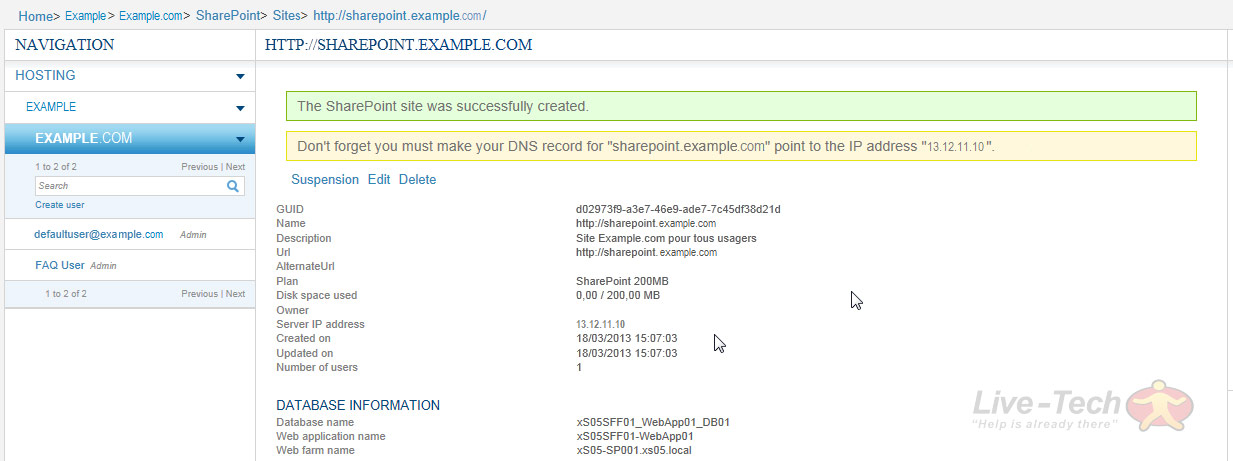 Home> Example> Example.com> SharePoint> Sites> http://sharepoint.example.com/
NAVIGATION
HOSTING
EXAMPLE
EXAMPLE.COM
1 to 2 of 2 Previous | Next
Search
Create user
defaultuser@example.com Admin
FAQ User Admin
1 to 2 of 2 Previous | Next
HTTP://SHAREPOINT.EXAMPLE.COM
The SharePoint site was successfully created.
Don't forget you must make your DNS record for "sharepoint.example.com" point to the IP address "13.12.11.10".
Suspension Edit Delete
GUID d02973f9-a3e7-46e9-ade7-7c45df38d21d
Name http://sharepoint.example.com
Description Site Example.com pour tous usagers
Url http://sharepoint.example.com
AlternateUrl
Plan SharePoint 200MB
Disk space used 0,00 / 200,00 MB
Owner
Server IP address 13.12.11.10
Created on 18/03/2013 15:07:03
Updated on 18/03/2013 15:07:03
Number of users 1
DATABASE INFORMATION
Database name xS05SFF01_WebApp01_DB01
Web application name xS05SFF01-WebApp01
Web farm name xS05-SP001.xs05.local
Live-Tech
"Help is already there"